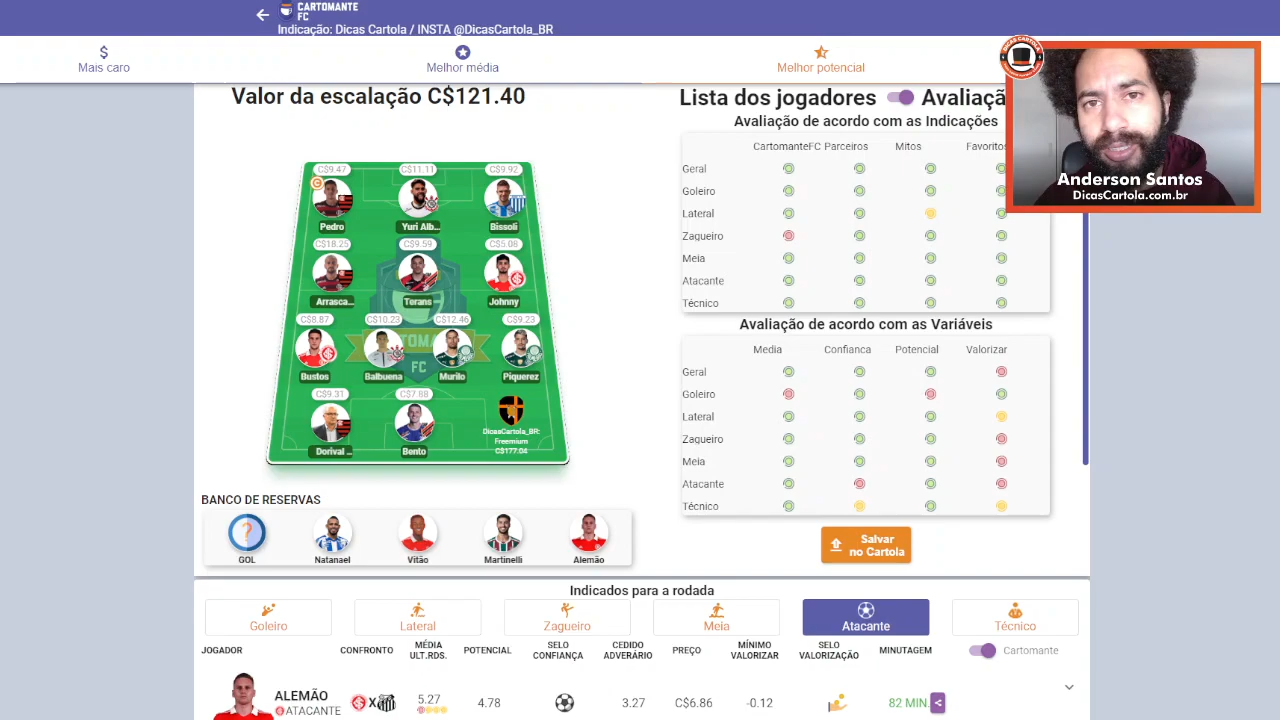 CARTOMANTE
FC
Indicação: Dicas Cartola / INSTA @DicasCartola_BR
$
Mais caro
Melhor média
Melhor potencial
DICAS CARTOLA
Anderson Santos
DicasCartola.com.br
Valor da escalação C$121.40
C$9.47 C$11.11 C$9.92
C
Pedro Yuri Alb... Bissoli
C$18.25 C$9.59 C$5.08
Arrasca... Terans Johnny
C$8.87 C$10.23 C$12.46 C$9.23
FC
Bustos Balbuena Murilo Piquerez
C$9.31 C$7.88
DicasCartola_BR:
Freemium
C$177.04
Dorival ... Bento
BANCO DE RESERVAS
?
GOL Natanael Vitão Martinelli Alemão
Lista dos jogadores Avaliaçã
Avaliação de acordo com as Indicações
CartomanteFC Parceiros Mitos Favoritos
Geral
Goleiro
Lateral
Zagueiro
Meia
Atacante
Técnico
Avaliação de acordo com as Variáveis
Media Confianca Potencial Valorizar
Geral
Goleiro
Lateral
Zagueiro
Meia
Atacante
Técnico
Salvar
no Cartola
Indicados para a rodada
Goleiro Lateral Zagueiro Meia Atacante Técnico
JOGADOR CONFRONTO MÉDIA ULT.RDS. POTENCIAL SELO CONFIANÇA CEDIDO ADVERÁRIO PREÇO MÍNIMO VALORIZAR SELO VALORIZAÇÃO MINUTAGEM Cartomante
ALEMÃO
ATACANTE X 5.27 4.78 3.27 C$6.86 -0.12 82 MIN.